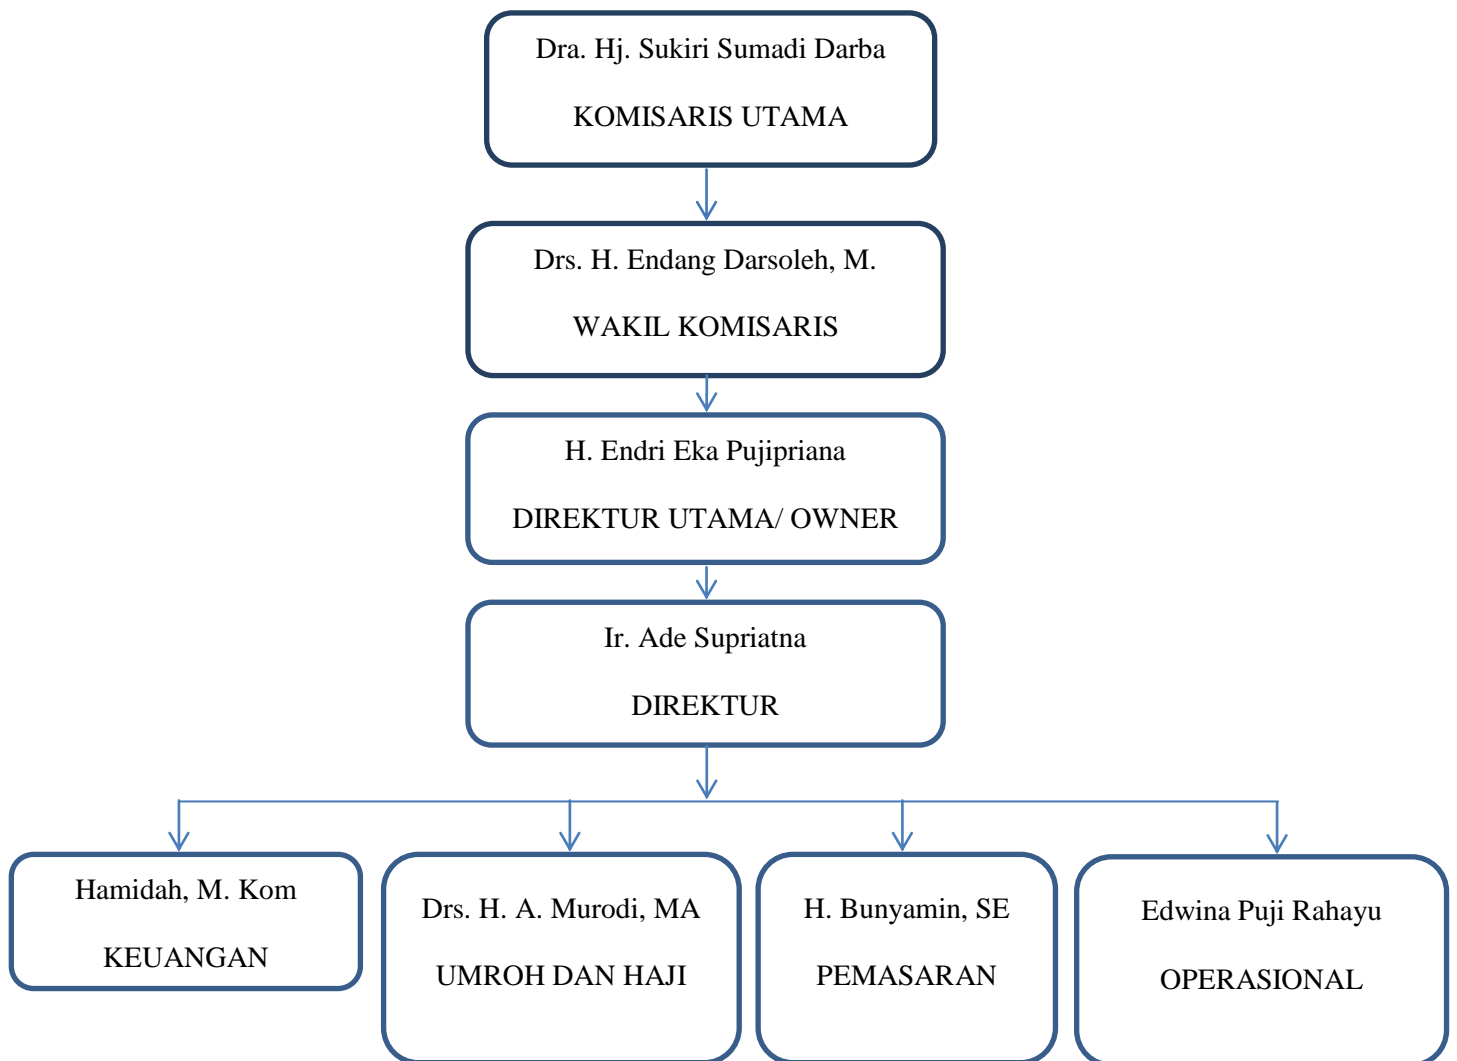 Dra. Hj. Sukiri Sumadi Darba
KOMISARIS UTAMA
Drs. H. Endang Darsoleh, M.
WAKIL KOMISARIS
H. Endri Eka Pujipriana
DIREKTUR UTAMA/ OWNER
Ir. Ade Supriatna
DIREKTUR
Hamidah, M. Kom
KEUANGAN
Drs. H. A. Murodi, MA
UMROH DAN HAJI
H. Bunyamin, SE
PEMASARAN
Edwina Puji Rahayu
OPERASIONAL